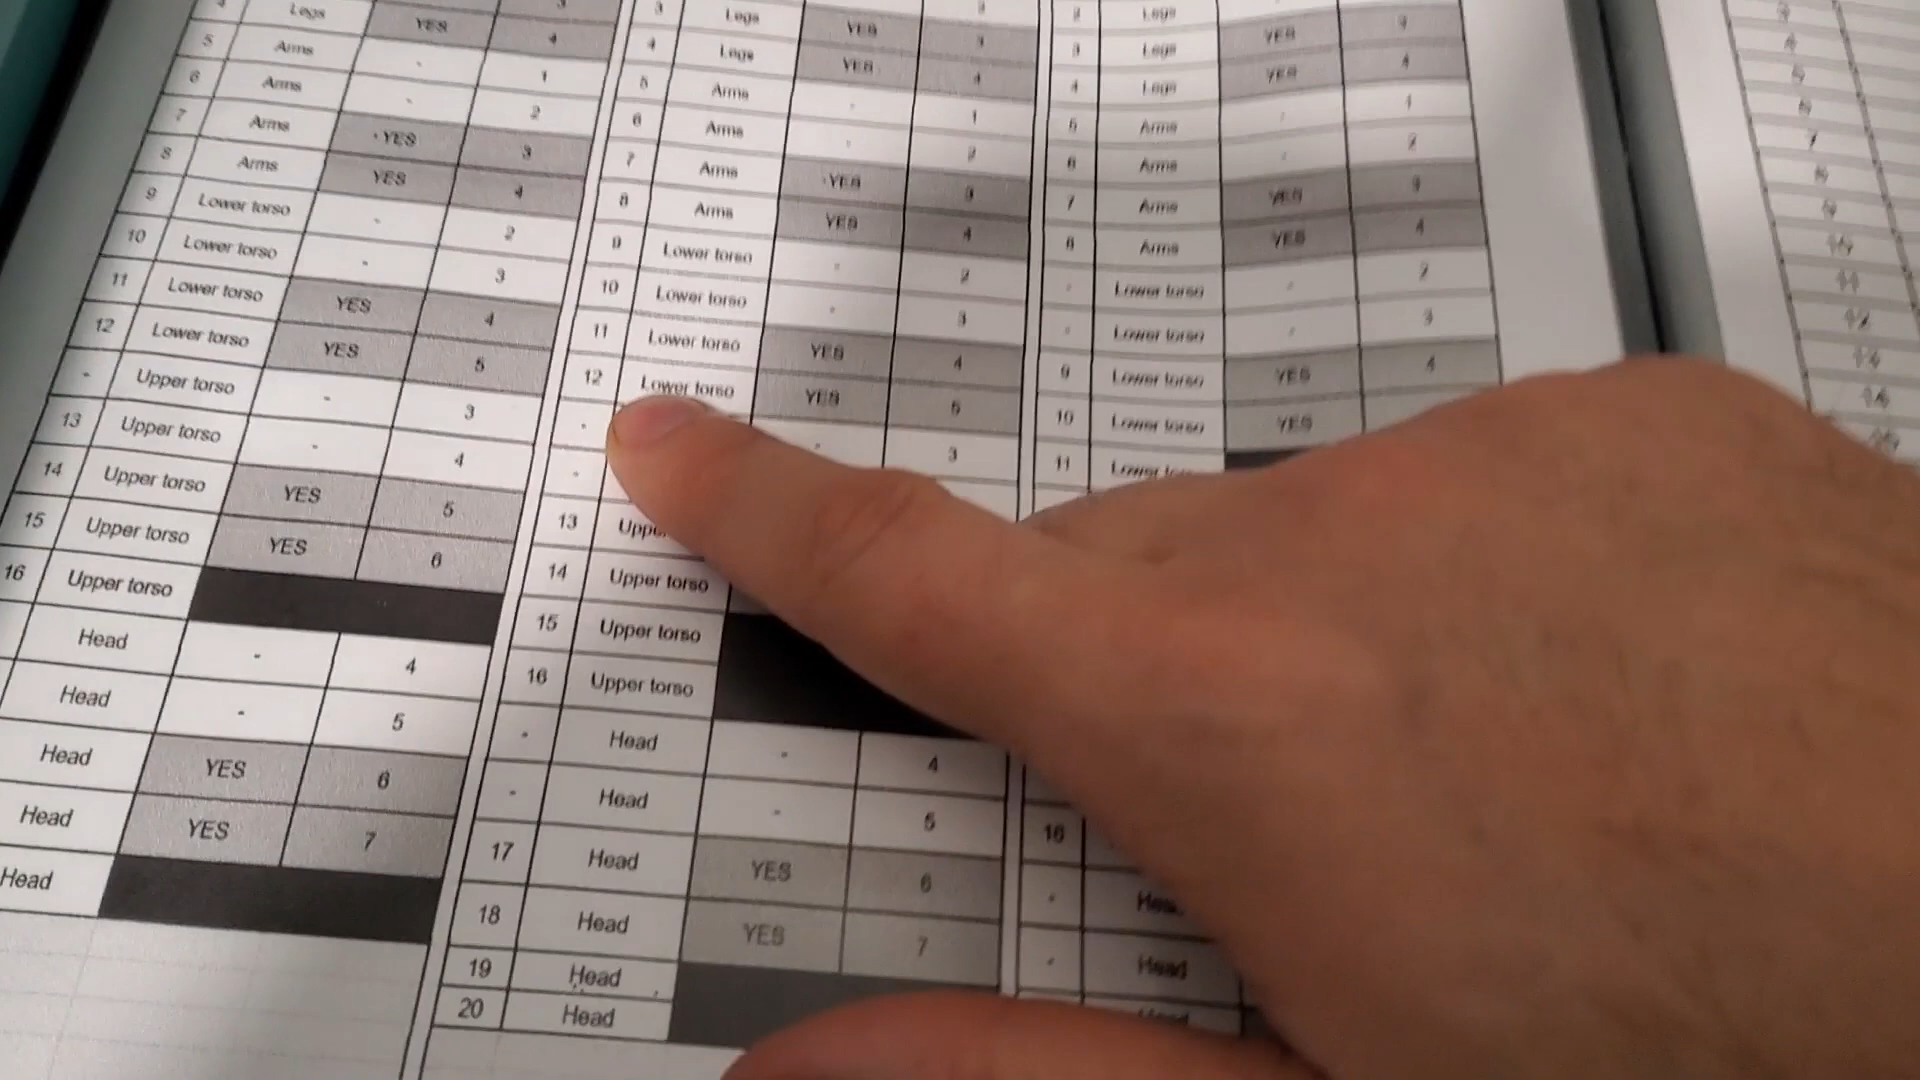 4 Legs YES 4
5 Arms - 1
6 Arms - 2
7 Arms YES 3
8 Arms YES 4
9 Lower torso - 2
10 Lower torso - 3
11 Lower torso YES 4
12 Lower torso YES 5
- Upper torso - 3
13 Upper torso - 4
14 Upper torso YES 5
15 Upper torso YES 6
16 Upper torso
Head - 4
Head - 5
Head YES 6
Head YES 7
Head
3 Legs YES 3
4 Legs YES 4
5 Arms - 1
6 Arms - 2
7 Arms YES 3
8 Arms YES 4
9 Lower torso - 2
10 Lower torso - 3
11 Lower torso YES 4
12 Lower torso YES 5
- - 3
-
13
14 Upper torso
15 Upper torso
16 Upper torso
- Head - 4
- Head - 5
17 Head YES 6
18 Head YES 7
19 Head
20 Head
2 Legs
3 Legs YES 3
4 Legs YES 4
5 Arms - 1
6 Arms - 2
7 Arms YES 3
8 Arms YES 4
- Lower torso - 2
- Lower torso - 3
9 Lower torso YES 4
10 Lower torso YES
11 Lower
16
- Head
- Head